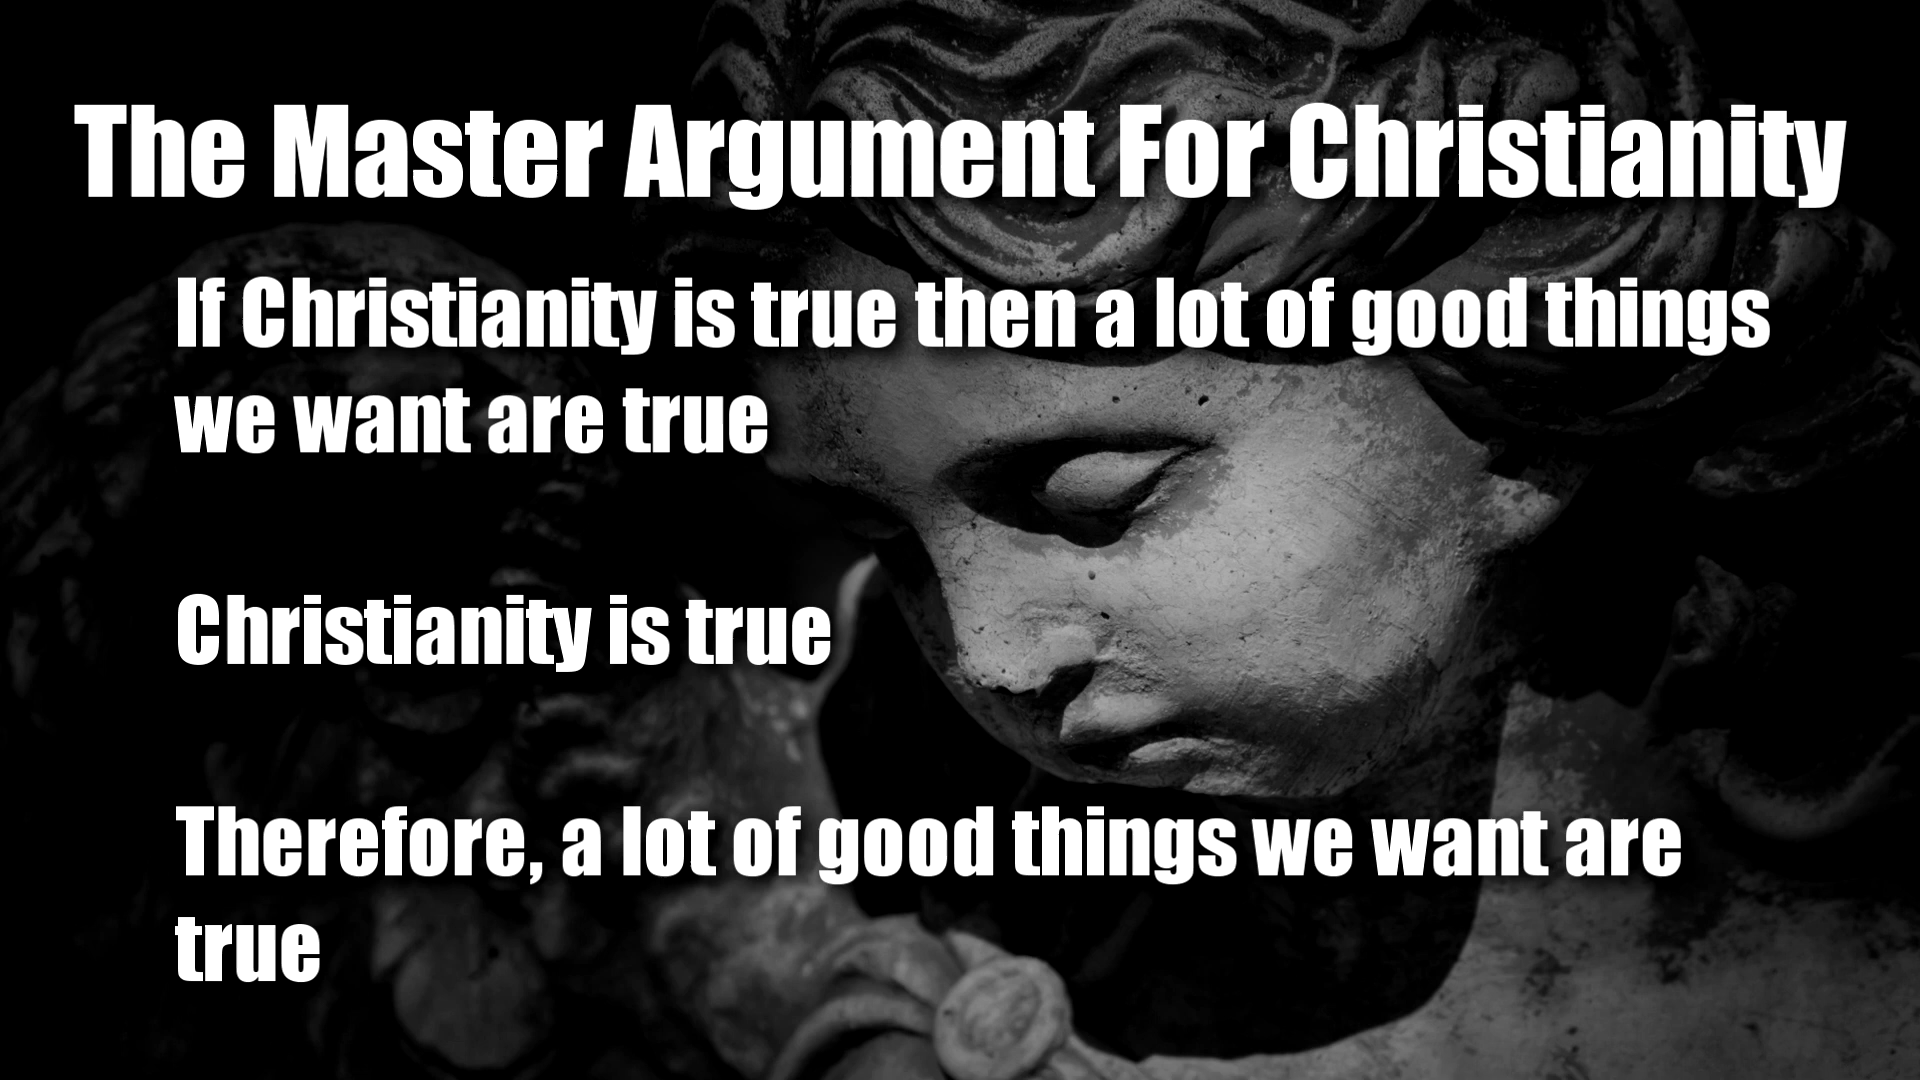 The Master Argument For Christianity
If Christianity is true then a lot of good things
we want are true
Christianity is true
Therefore, a lot of good things we want are
true